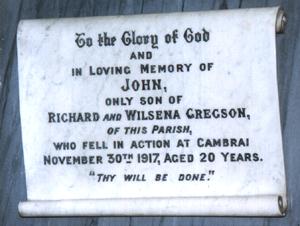 To the Glory of God
AND
IN LOVING MEMORY OF
JOHN,
ONLY SON OF
RICHARD AND WILSENA GREGSON,
OF THIS PARISH,
WHO FELL IN ACTION AT CAMBRAI
NOVEMBER 30TH 1917, AGED 20 YEARS.
"THY WILL BE DONE."